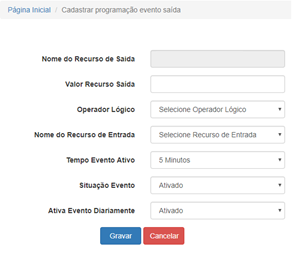 Página Inicial / Cadastrar programação evento saída
Nome do Recurso de Saída
Valor Recurso Saída
Operador Lógico Selecione Operador Lógico
Nome do Recurso de Entrada Selecione Recurso de Entrada
Tempo Evento Ativo 5 Minutos
Situação Evento Ativado
Ativa Evento Diariamente Ativado
Gravar Cancelar